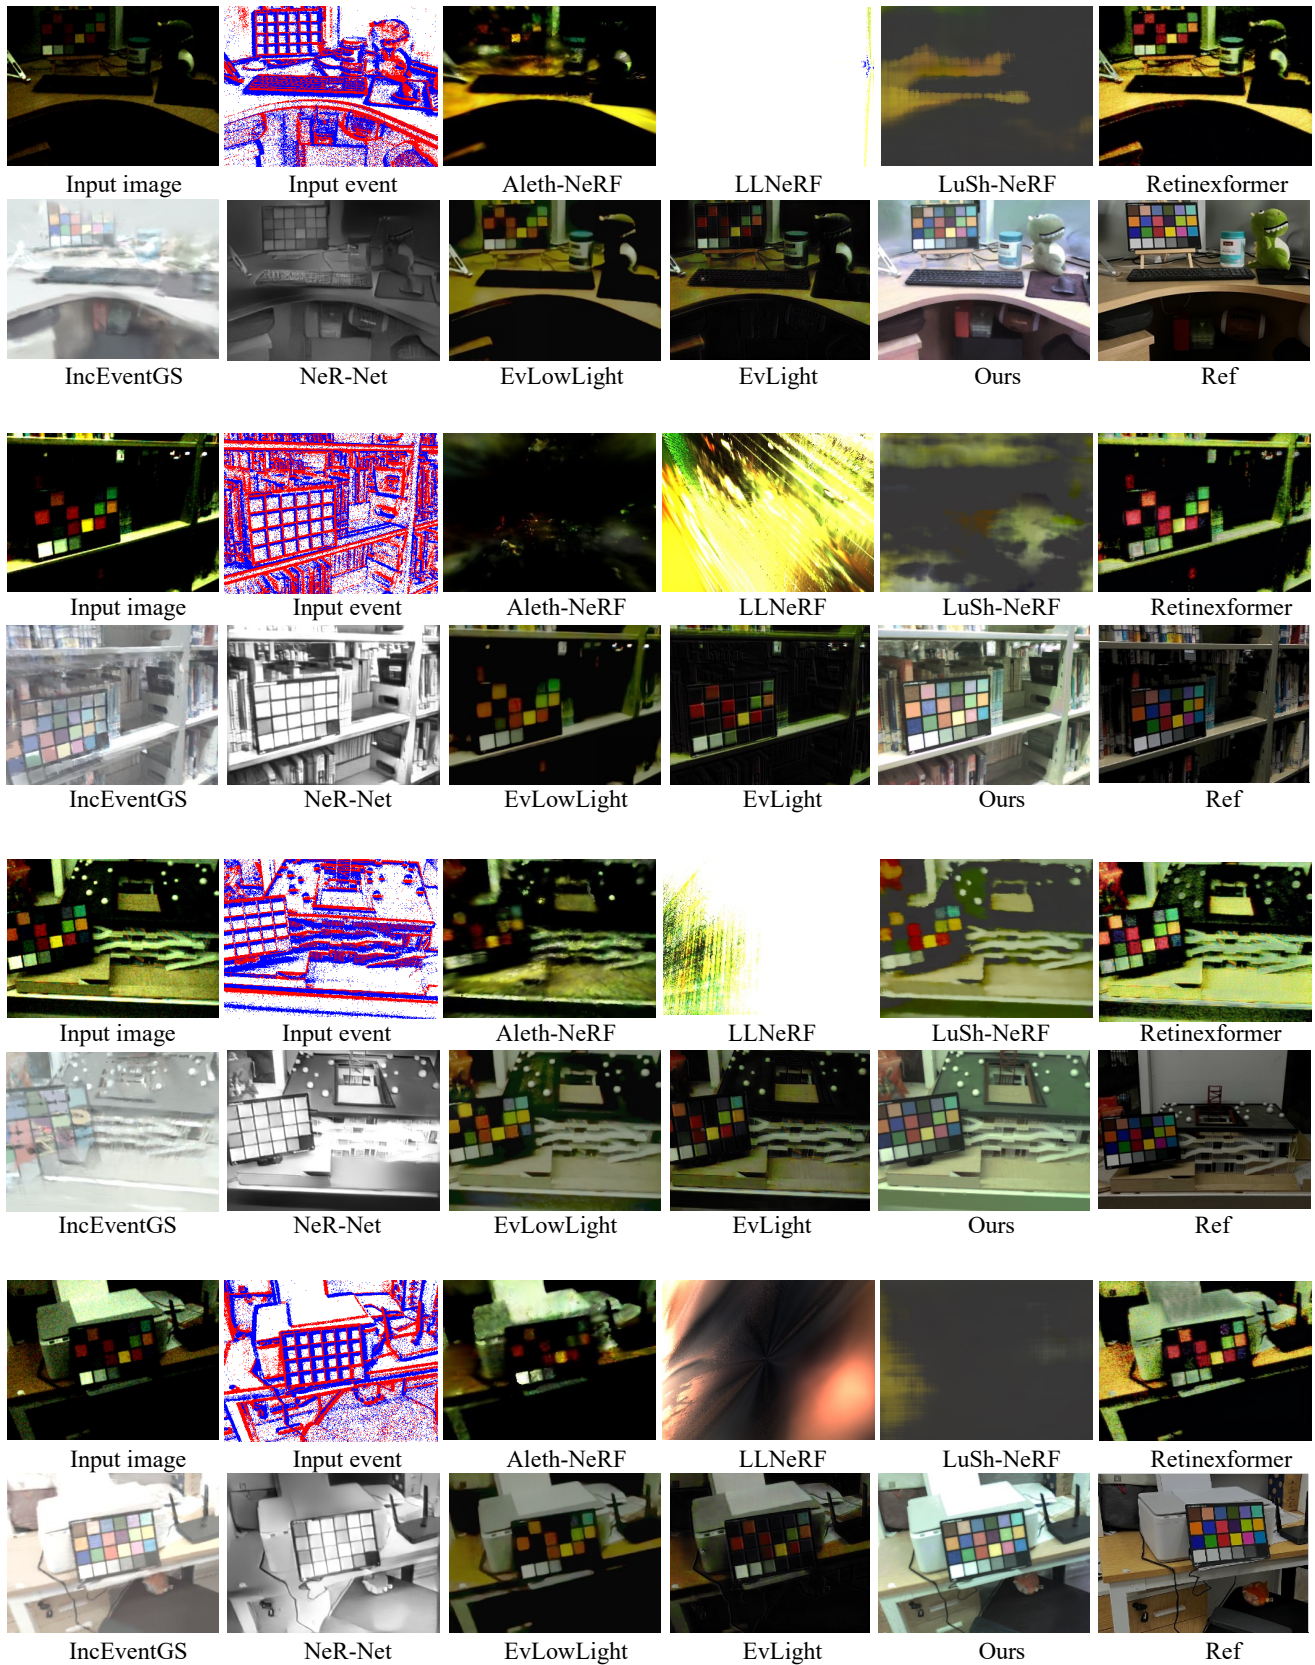 Input image Input event Aleth-NeRF LLNeRF LuSh-NeRF Retinexformer
IncEventGS NeR-Net EvLowLight EvLight Ours Ref
Input image Input event Aleth-NeRF LLNeRF LuSh-NeRF Retinexformer
IncEventGS NeR-Net EvLowLight EvLight Ours Ref
Input image Input event Aleth-NeRF LLNeRF LuSh-NeRF Retinexformer
IncEventGS NeR-Net EvLowLight EvLight Ours Ref
Input image Input event Aleth-NeRF LLNeRF LuSh-NeRF Retinexformer
IncEventGS NeR-Net EvLowLight EvLight Ours Ref